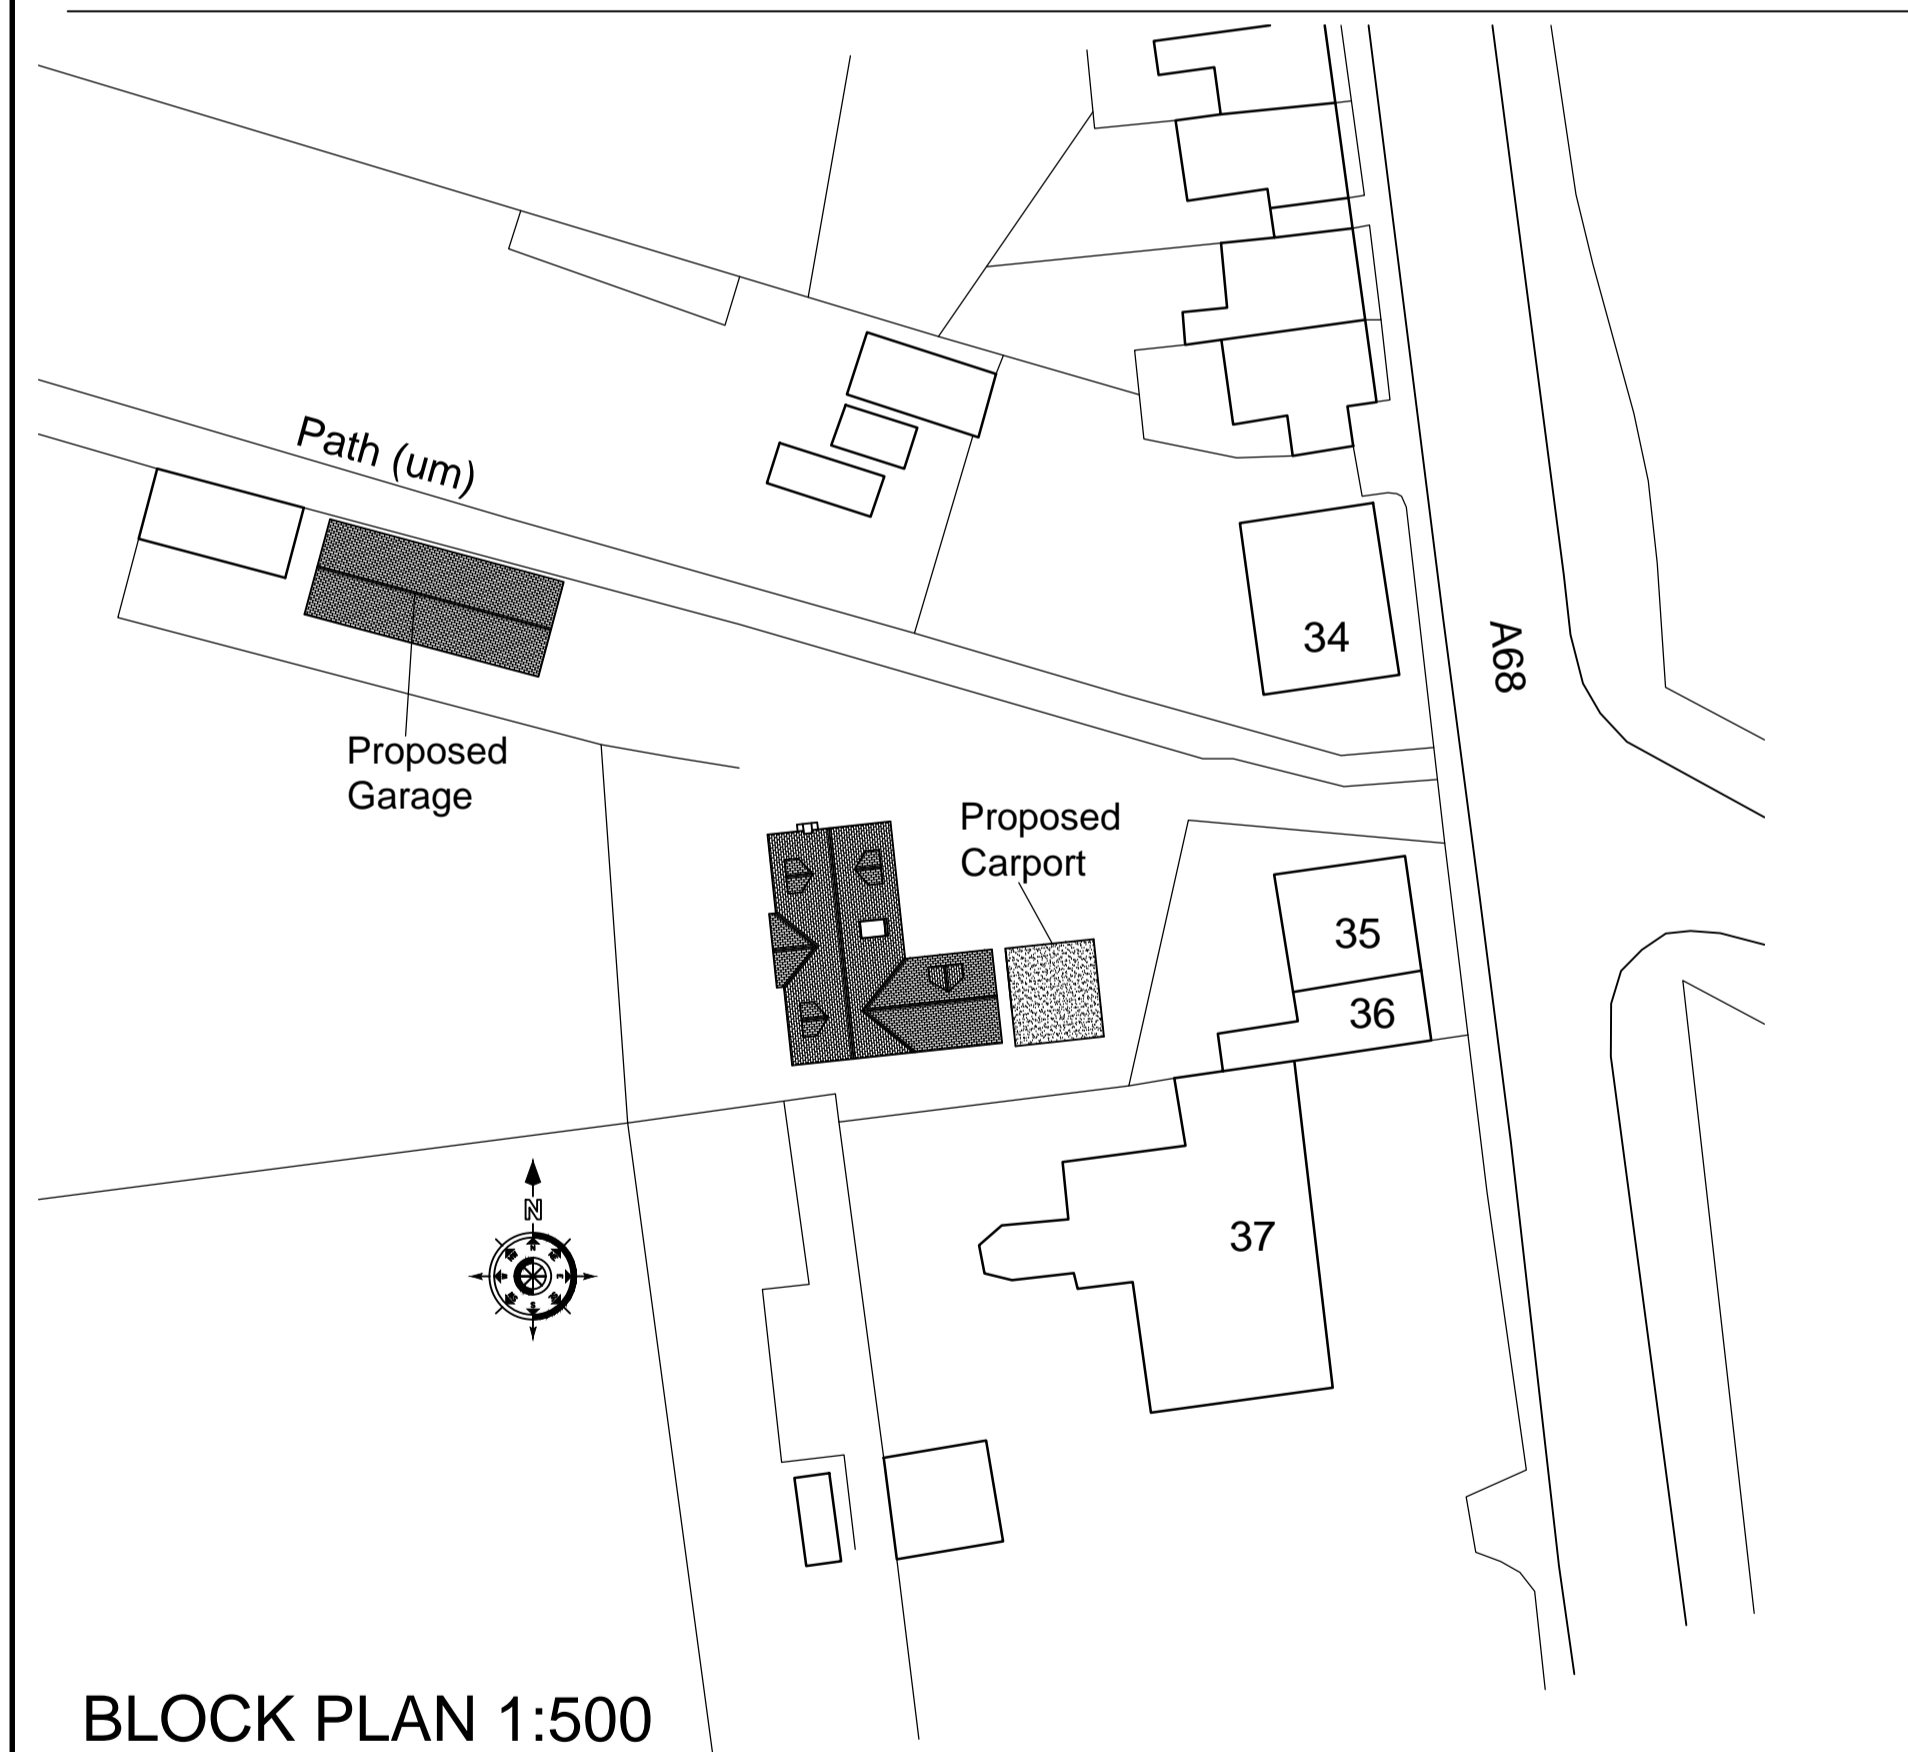 Path (um)
34
A68
Proposed
Garage
Proposed
Carport
35
36
N
37
N
E
S
BLOCK PLAN 1:500